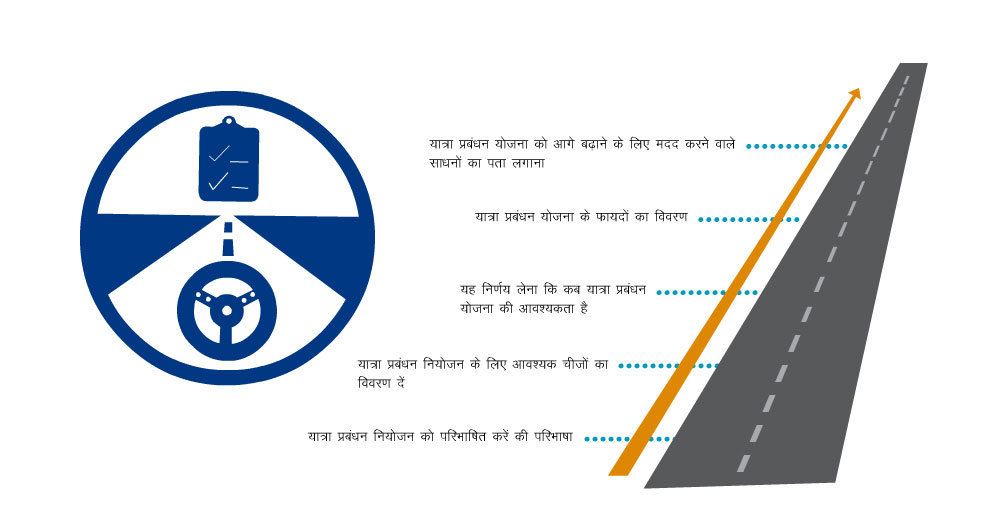 यात्रा प्रबंधन योजना को आगे बढ़ाने के लिए मदद करने वाले
साधनों का पता लगाना
यात्रा प्रबंधन योजना के फायदों का विवरण
यह निर्णय लेना कि कब यात्रा प्रबंधन
योजना की आवश्यकता है
यात्रा प्रबंधन नियोजन के लिए आवश्यक चीजों का
विवरण दें
यात्रा प्रबंधन नियोजन को परिभाषित करें की परिभाषा